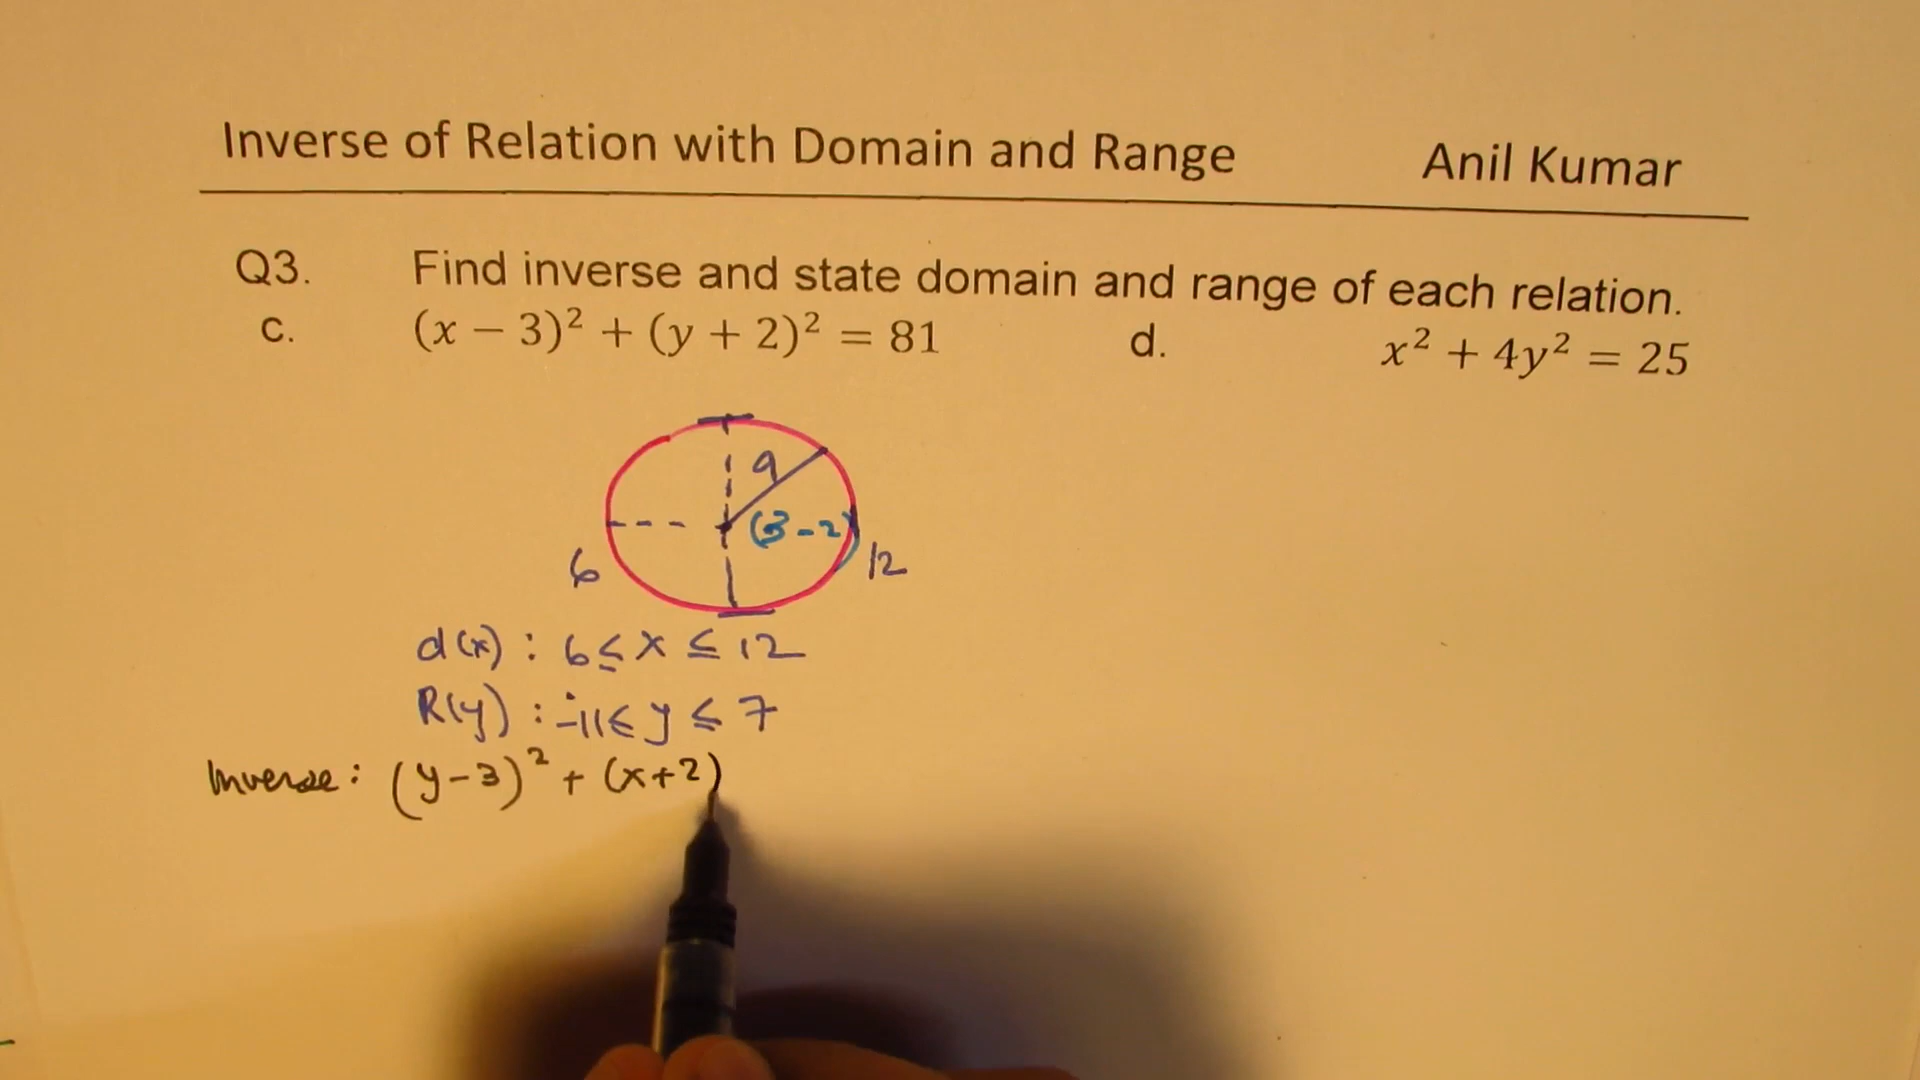 Inverse of Relation with Domain and Range Anil Kumar
Q3. Find inverse and state domain and range of each relation.
c. (x − 3)² + (y + 2)² = 81 d. x² + 4y² = 25
9
(3 - 2)
6 12
d(x) : 6 ≤ x ≤ 12
R(y) : -11 ≤ y ≤ 7
Inverse : (y-3)² + (x+2)